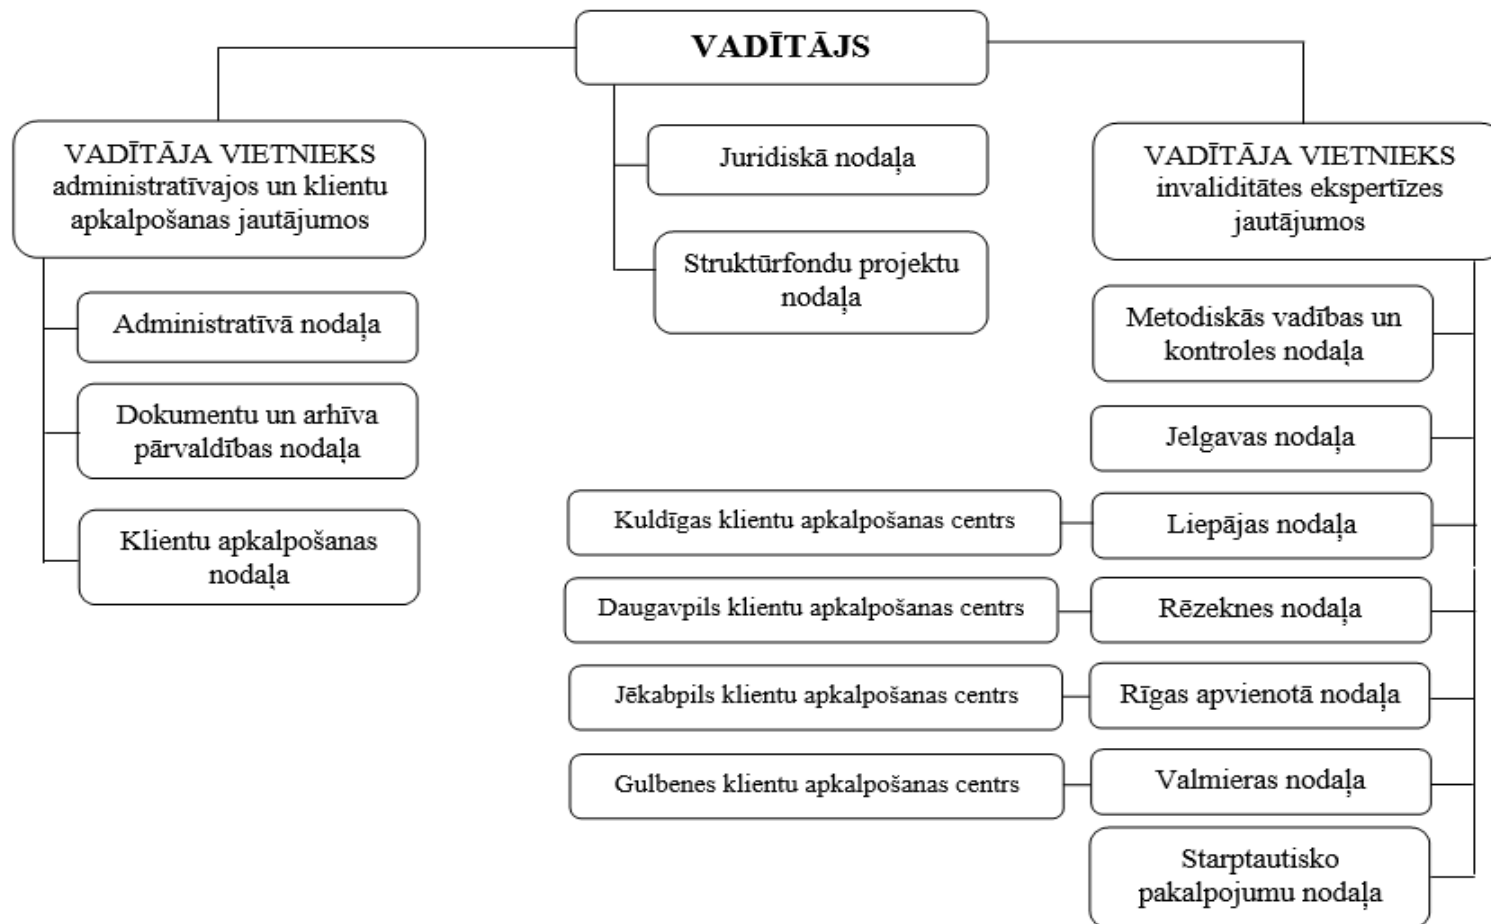 VADĪTĀJS
VADĪTĀJA VIETNIEKS
administratīvajos un klientu
apkalpošanas jautājumos
Administratīvā nodaļa
Dokumentu un arhīva
pārvaldības nodaļa
Klientu apkalpošanas
nodaļa
Juridiskā nodaļa
Struktūrfondu projektu
nodaļa
VADĪTĀJA VIETNIEKS
invaliditātes ekspertīzes
jautājumos
Metodiskās vadības un
kontroles nodaļa
Jelgavas nodaļa
Kuldīgas klientu apkalpošanas centrs
Liepājas nodaļa
Daugavpils klientu apkalpošanas centrs
Rēzeknes nodaļa
Jēkabpils klientu apkalpošanas centrs
Rīgas apvienotā nodaļa
Gulbenes klientu apkalpošanas centrs
Valmieras nodaļa
Starptautisko
pakalpojumu nodaļa